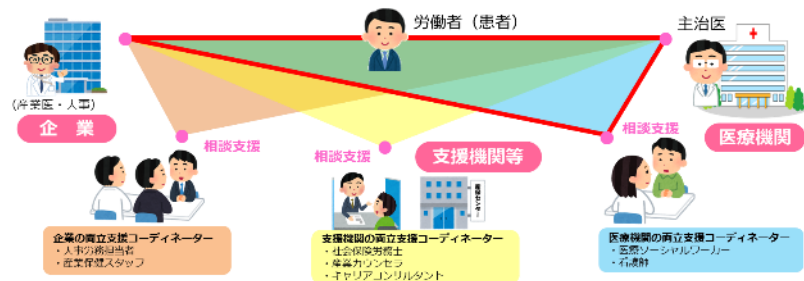 労働者（患者）
主治医
（産業医・人事）
企 業
相談支援
相談支援
支援機関等
相談支援
医療機関
企業の両立支援コーディネーター
・人事労務担当者
・産業保健スタッフ
支援機関の両立支援コーディネーター
・社会保険労務士
・産業カウンセラ
・キャリアコンサルタント
医療機関の両立支援コーディネーター
・医療ソーシャルワーカー
・看護師